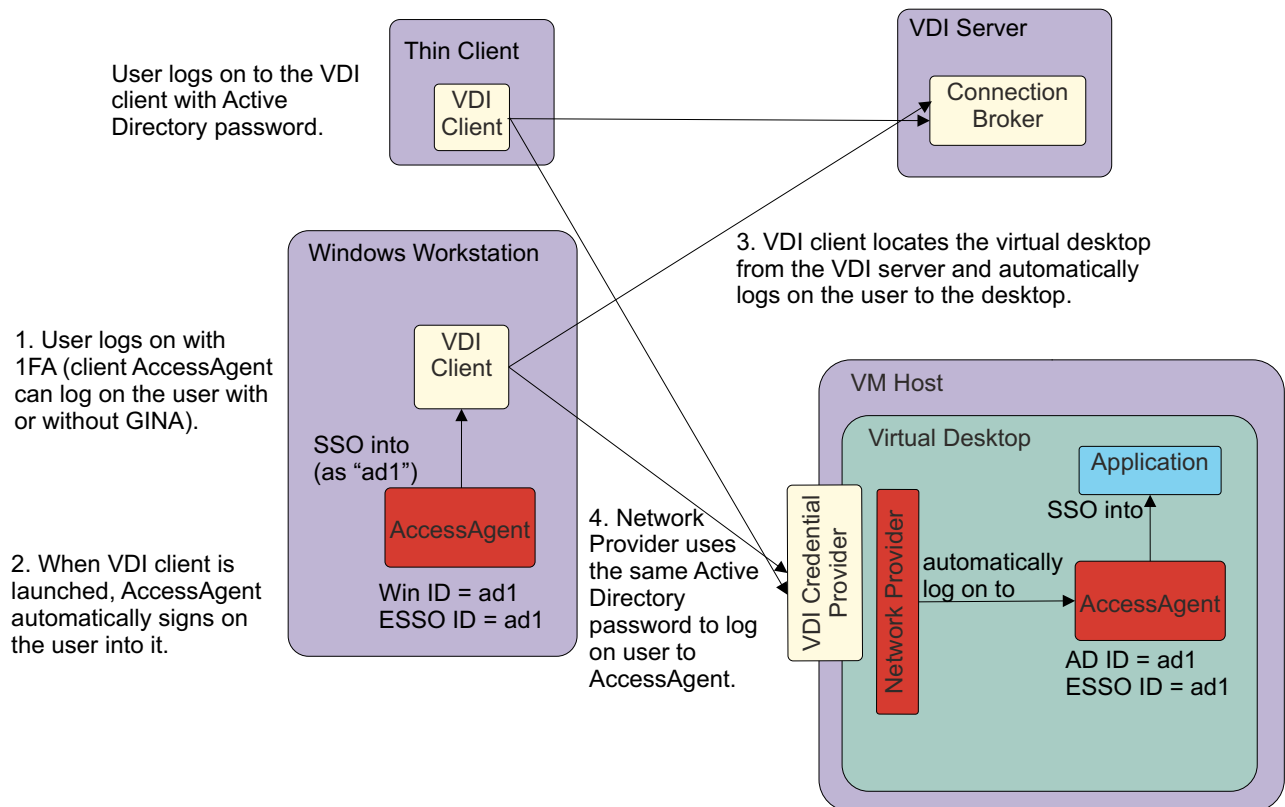 User logs on to the VDI
client with Active
Directory password.
Thin Client
VDI
Client
VDI Server
Connection
Broker
Windows Workstation
VDI
Client
SSO into
(as “ad1”)
AccessAgent
Win ID = ad1
ESSO ID = ad1
1. User logs on with
1FA (client AccessAgent
can log on the user with
or without GINA).
2. When VDI client is
launched, AccessAgent
automatically signs on
the user into it.
3. VDI client locates the virtual desktop
from the VDI server and automatically
logs on the user to the desktop.
4. Network
Provider uses
the same Active
Directory
password to log
on user to
AccessAgent.
VM Host
Virtual Desktop
VDI Credential
Provider
Network Provider
automatically
log on to
Application
SSO into
AccessAgent
AD ID = ad1
ESSO ID = ad1